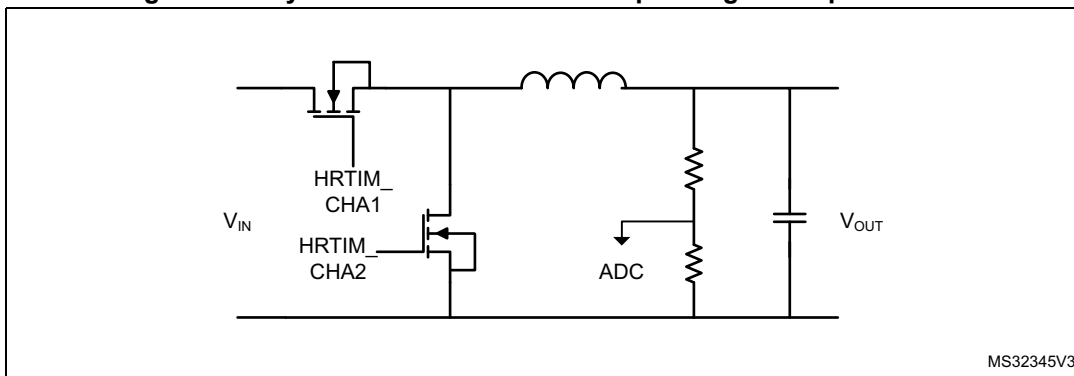 HRTIM_
CHA1
V_IN
HRTIM_
CHA2
ADC
V_OUT
MS32345V3